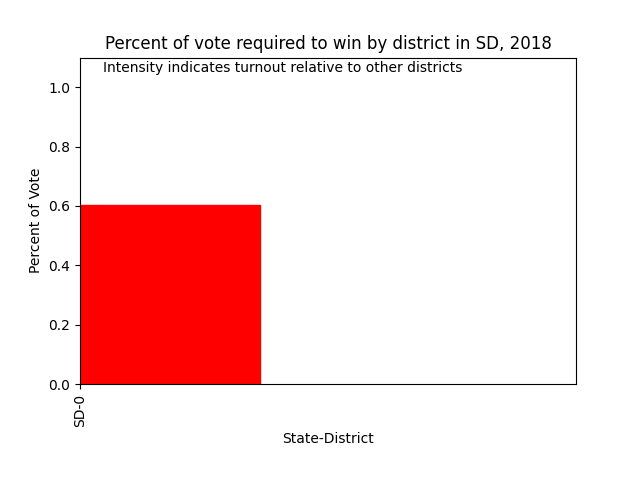 Percent of vote required to win by district in SD, 2018
Intensity indicates turnout relative to other districts
1.0
0.8
0.6
0.4
0.2
0.0
Percent of Vote
SD-0
State-District